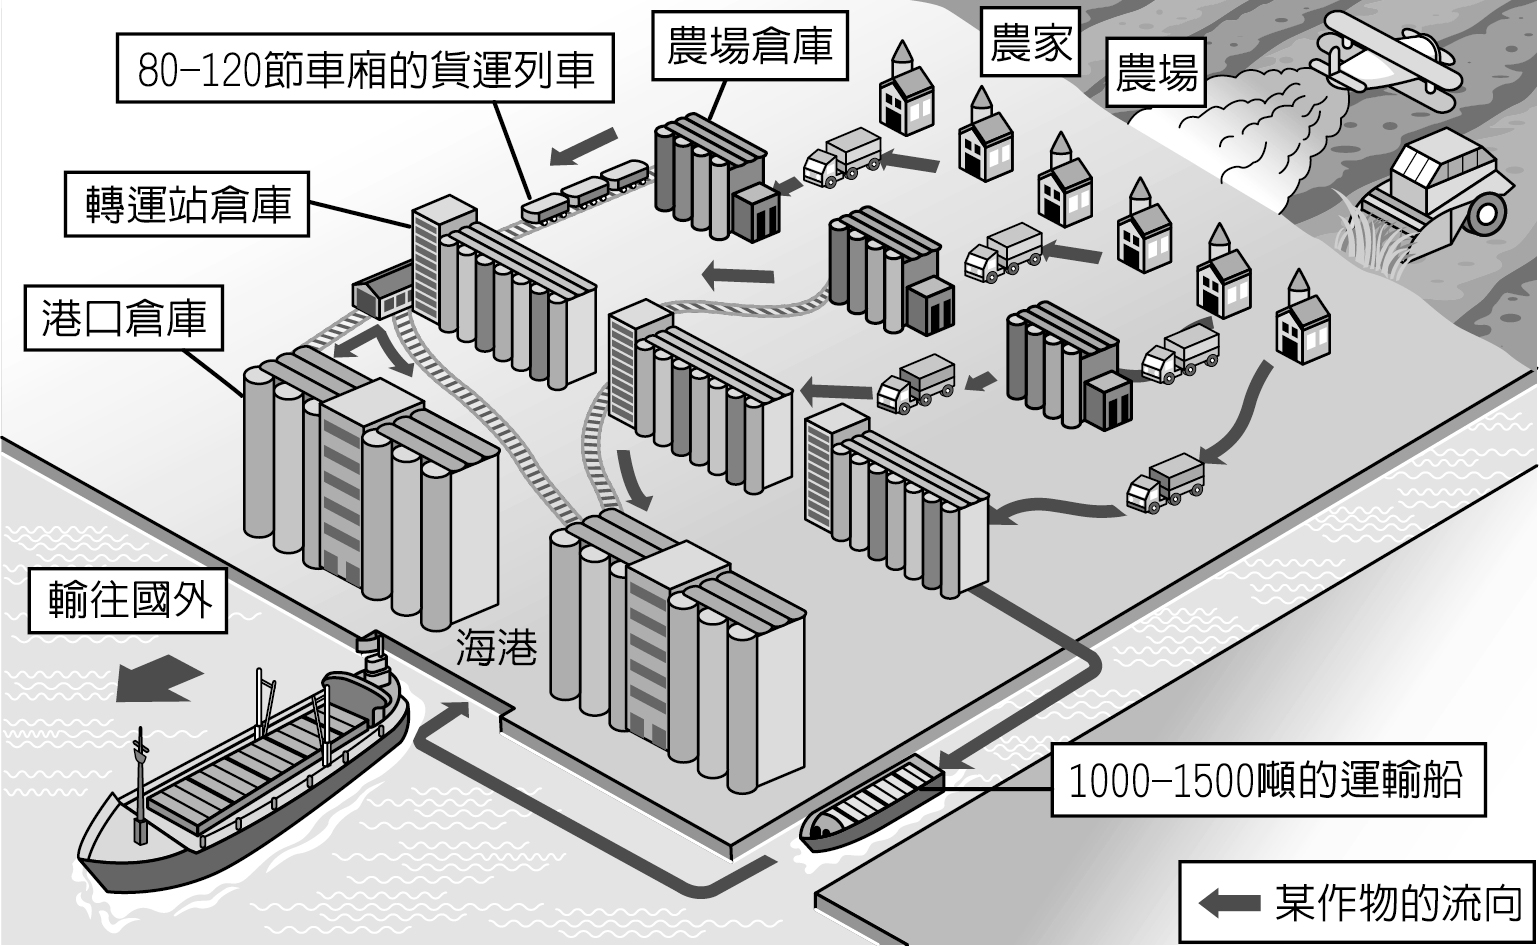 農場倉庫
農家
農場
80–120節車廂的貨運列車
轉運站倉庫
港口倉庫
輸往國外
海港
1000–1500噸的運輸船
某作物的流向